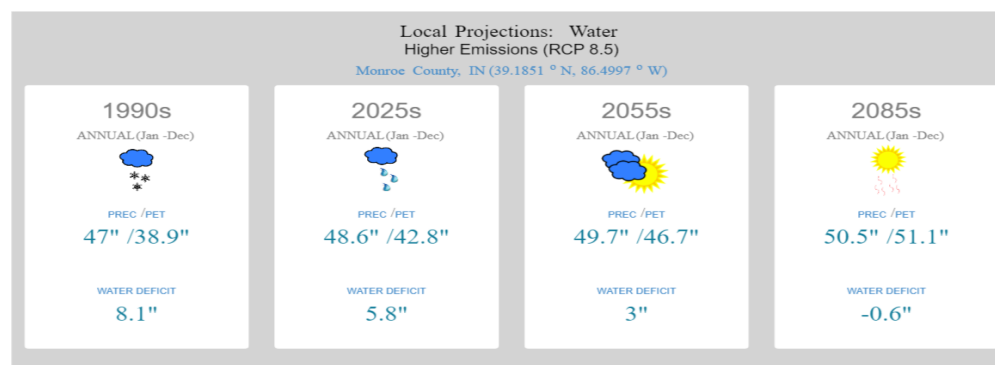 Local Projections: Water
Higher Emissions (RCP 8.5)
Monroe County, IN (39.1851 ° N, 86.4997 ° W)
1990s
ANNUAL (Jan -Dec)
PREC /PET
47" /38.9"
WATER DEFICIT
8.1"
2025s
ANNUAL (Jan -Dec)
PREC /PET
48.6" /42.8"
WATER DEFICIT
5.8"
2055s
ANNUAL (Jan -Dec)
PREC /PET
49.7" /46.7"
WATER DEFICIT
3"
2085s
ANNUAL (Jan -Dec)
PREC /PET
50.5" /51.1"
WATER DEFICIT
-0.6"